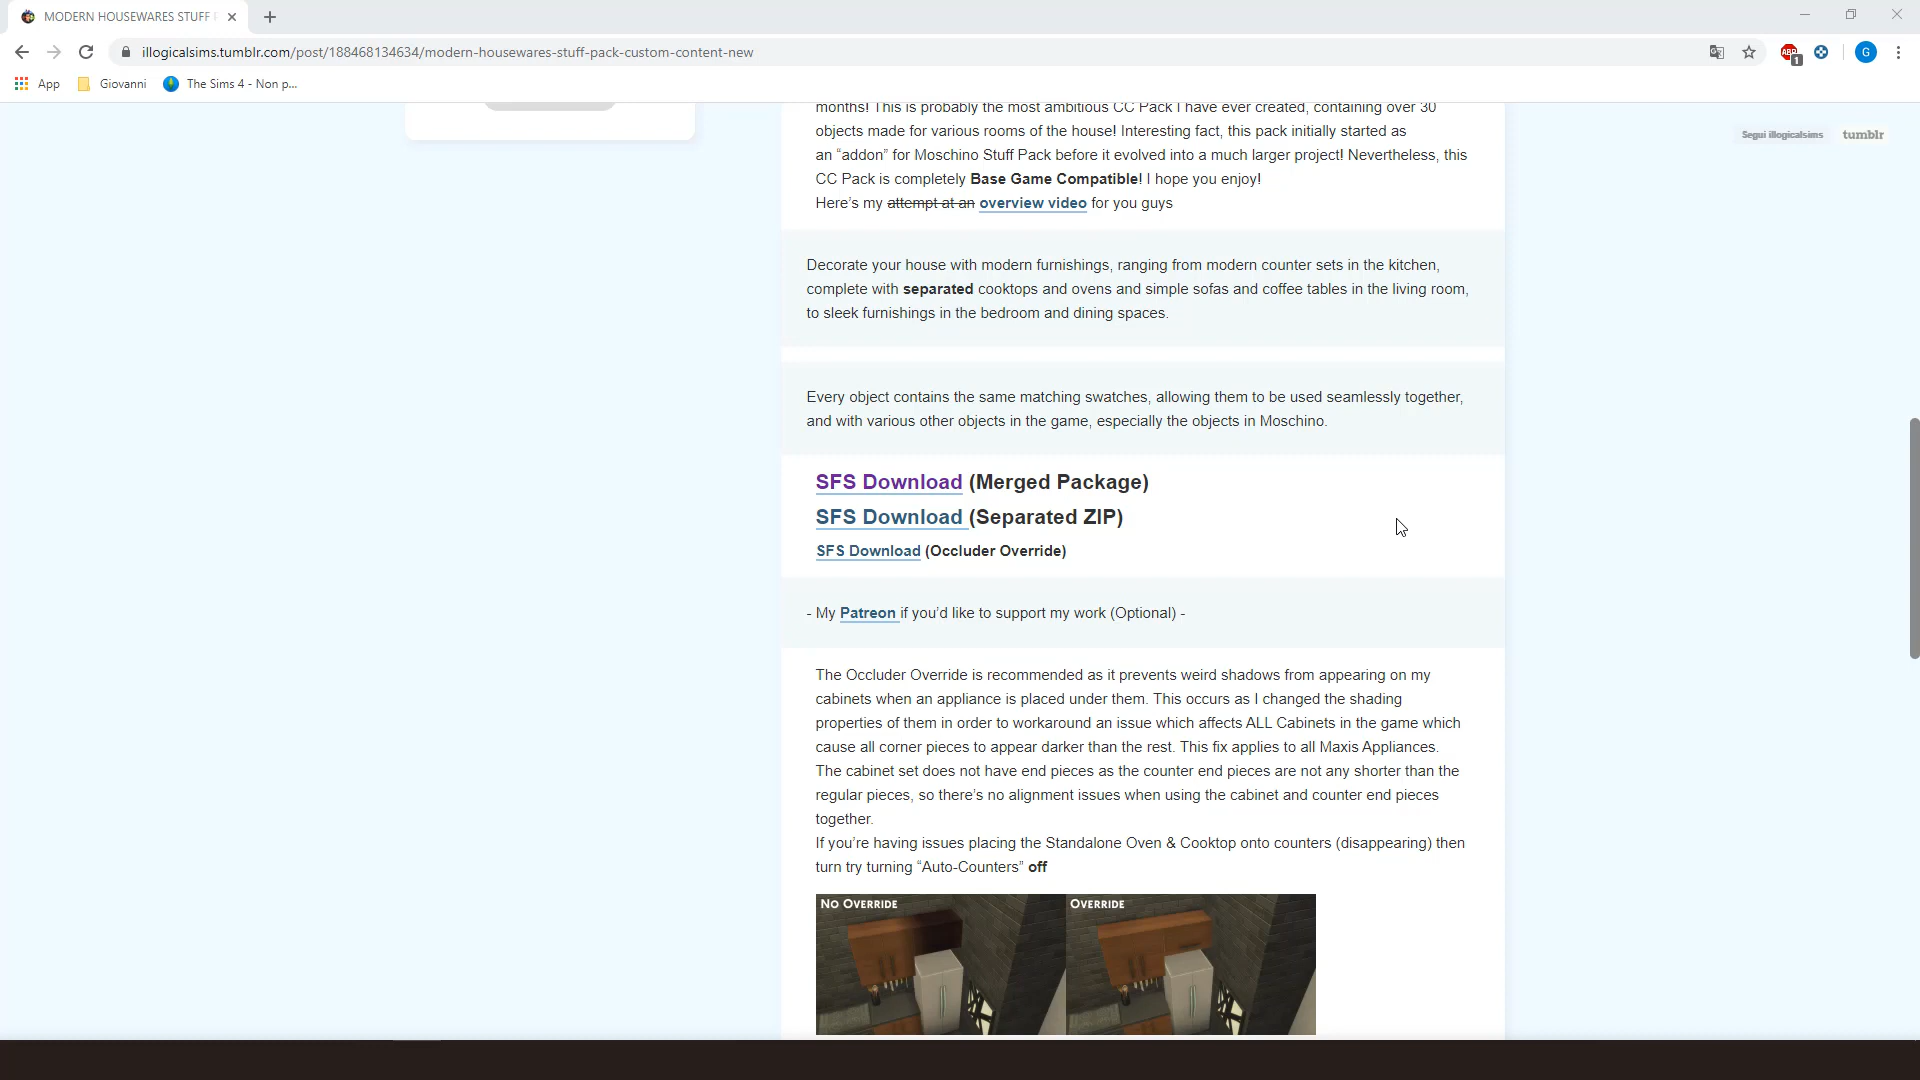 MODERN HOUSEWARES STUFF
illogicalsims.tumblr.com/post/188468134634/modern-housewares-stuff-pack-custom-content-new
ABP
1
G
App
Giovanni
The Sims 4 - Non p...
Segui illogicalsims
tumblr
months! This is probably the most ambitious CC Pack I have ever created, containing over 30
objects made for various rooms of the house! Interesting fact, this pack initially started as
an “addon” for Moschino Stuff Pack before it evolved into a much larger project! Nevertheless, this
CC Pack is completely Base Game Compatible! I hope you enjoy!
Here’s my attempt at an overview video for you guys
Decorate your house with modern furnishings, ranging from modern counter sets in the kitchen,
complete with separated cooktops and ovens and simple sofas and coffee tables in the living room,
to sleek furnishings in the bedroom and dining spaces.
Every object contains the same matching swatches, allowing them to be used seamlessly together,
and with various other objects in the game, especially the objects in Moschino.
SFS Download (Merged Package)
SFS Download (Separated ZIP)
SFS Download (Occluder Override)
- My Patreon if you’d like to support my work (Optional) -
The Occluder Override is recommended as it prevents weird shadows from appearing on my
cabinets when an appliance is placed under them. This occurs as I changed the shading
properties of them in order to workaround an issue which affects ALL Cabinets in the game which
cause all corner pieces to appear darker than the rest. This fix applies to all Maxis Appliances.
The cabinet set does not have end pieces as the counter end pieces are not any shorter than the
regular pieces, so there’s no alignment issues when using the cabinet and counter end pieces
together.
If you’re having issues placing the Standalone Oven & Cooktop onto counters (disappearing) then
turn try turning “Auto-Counters” off
NO OVERRIDE
OVERRIDE